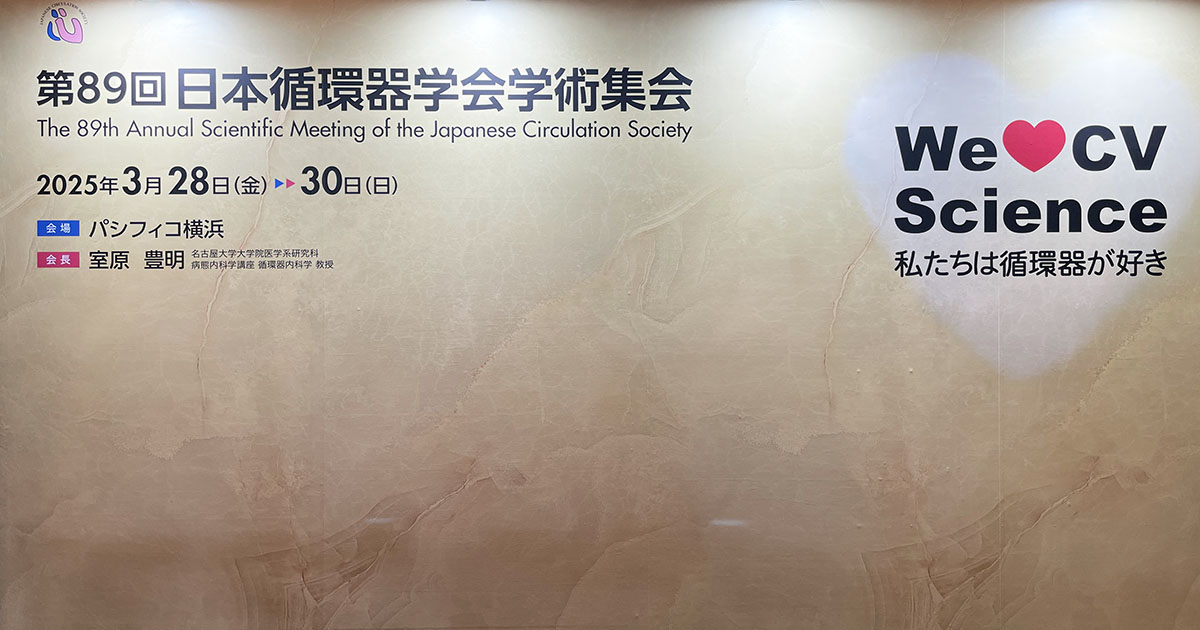 JAPANESE CIRCULATION SOCIETY
第89回 日本循環器学会学術集会
The 89th Annual Scientific Meeting of the Japanese Circulation Society
2025年3月28日(金) 30日(日)
会場 パシフィコ横浜
会長 室原 豊明 名古屋大学大学院医学系研究科
病態内科学講座 循環器内科学 教授
We♥CV
Science
私たちは循環器が好き